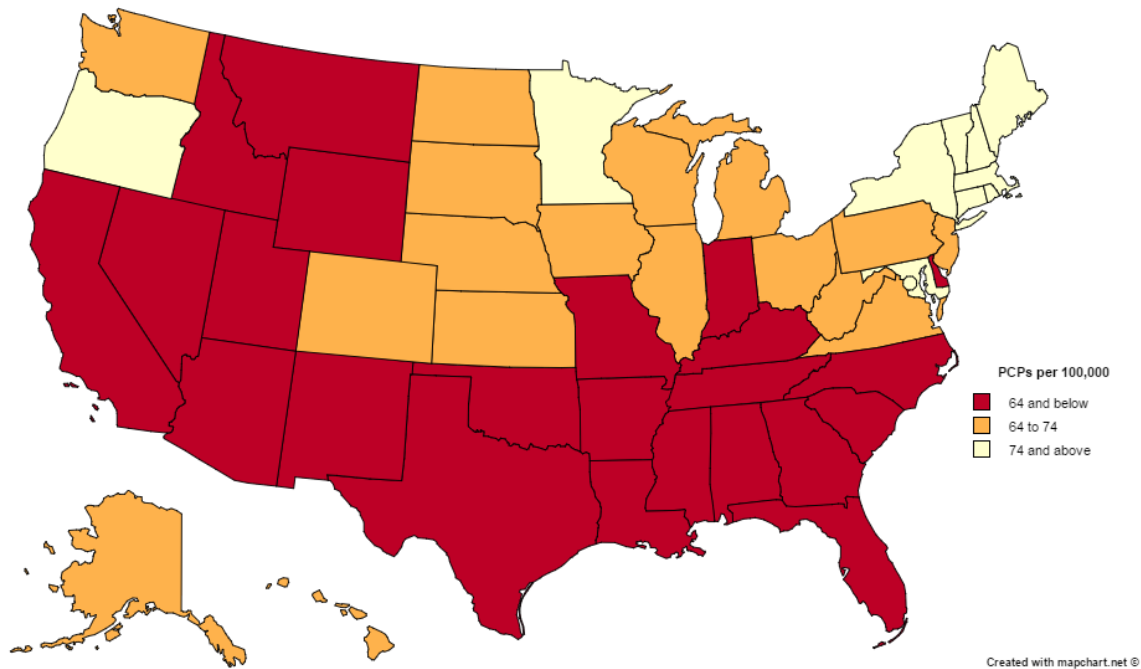 PCPs per 100,000
64 and below
64 to 74
74 and above
Created with mapchart.net ©